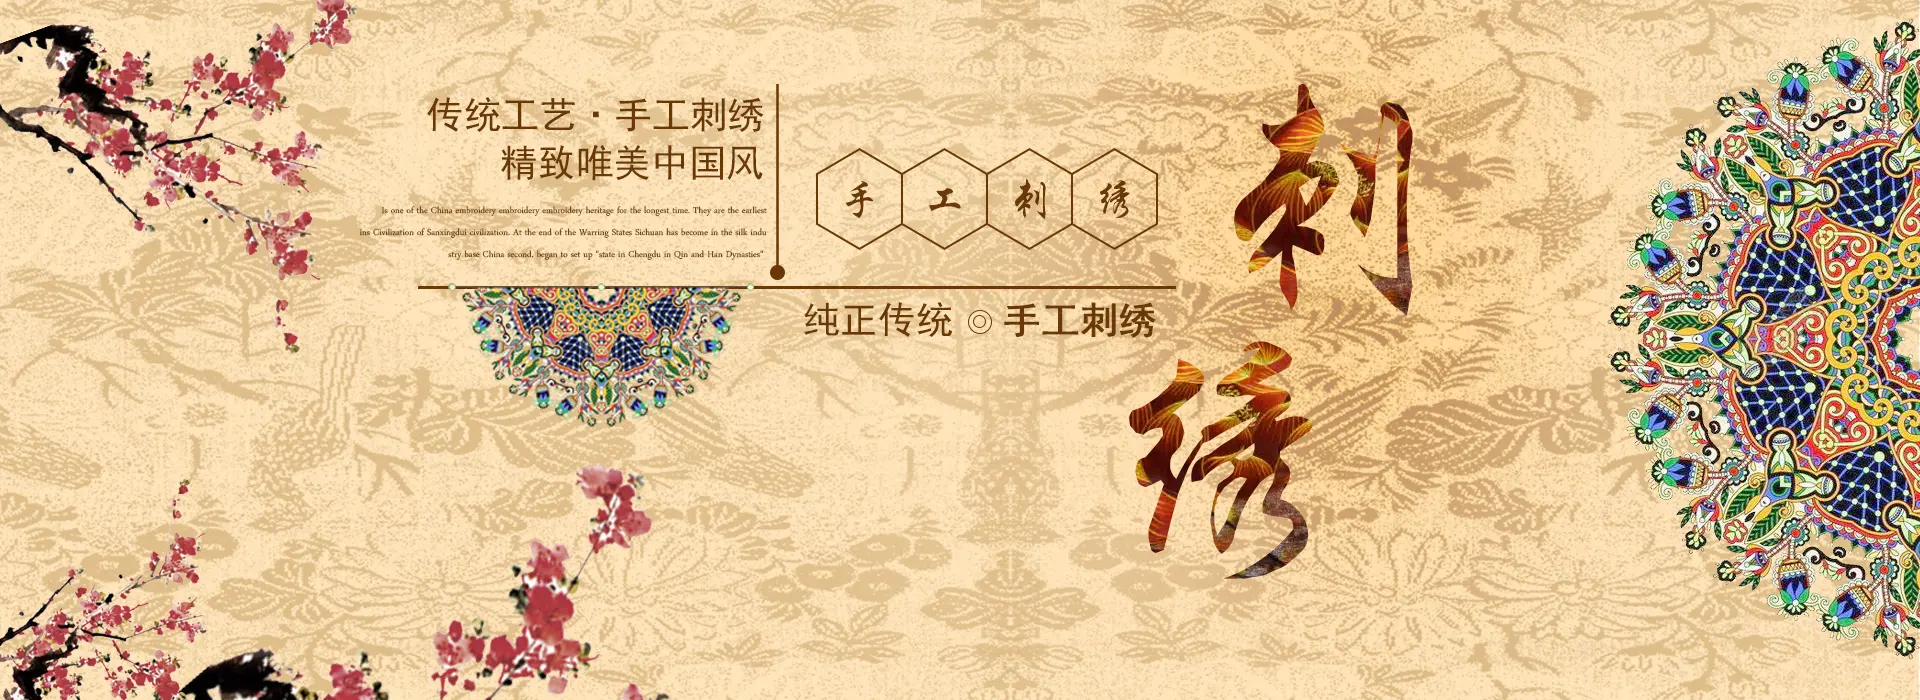 传统工艺·手工刺绣
精致唯美中国风
Is one of the China embroidery embroidery embroidery heritage for the longest time. They are the earliest
ins Civilization of Sanxingdui civilization. At the end of the Warring States Sichuan has become in the silk indu
stry base China second, began to set up "state in Chengdu in Qin and Han Dynasties"
手工刺绣
纯正传统 ◎ 手工刺绣
刺
绣